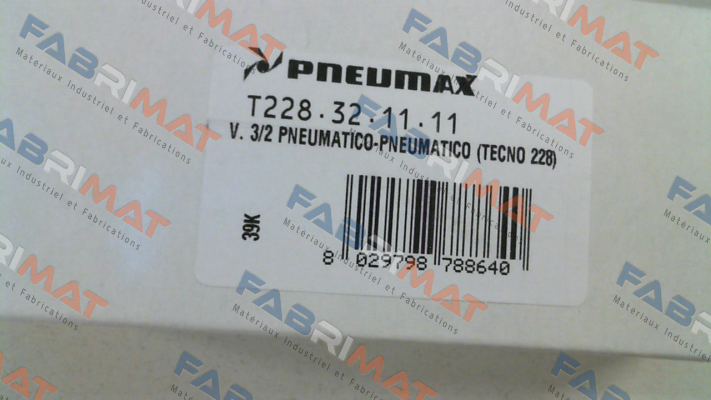 PNEUMAX
T228.32.11.11
V. 3/2 PNEUMATICO-PNEUMATICO (TECNO 228)
39K
8 029798 788640
FABRIMAT
Matériaux Industriel et Fabrications